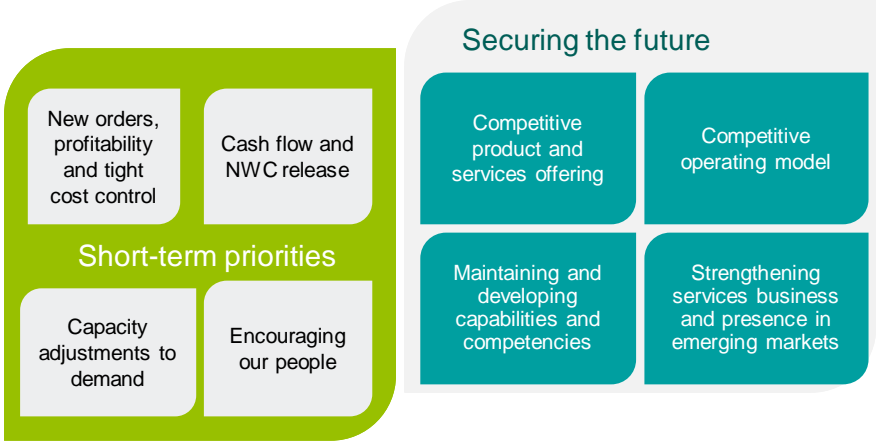 Securing the future
New orders,
profitability
and tight
cost control
Cash flow and
NWC release
Short-term priorities
Capacity
adjustments to
demand
Encouraging
our people
Competitive
product and
services offering
Competitive
operating model
Maintaining and
developing
capabilities and
competencies
Strengthening
services business
and presence in
emerging markets